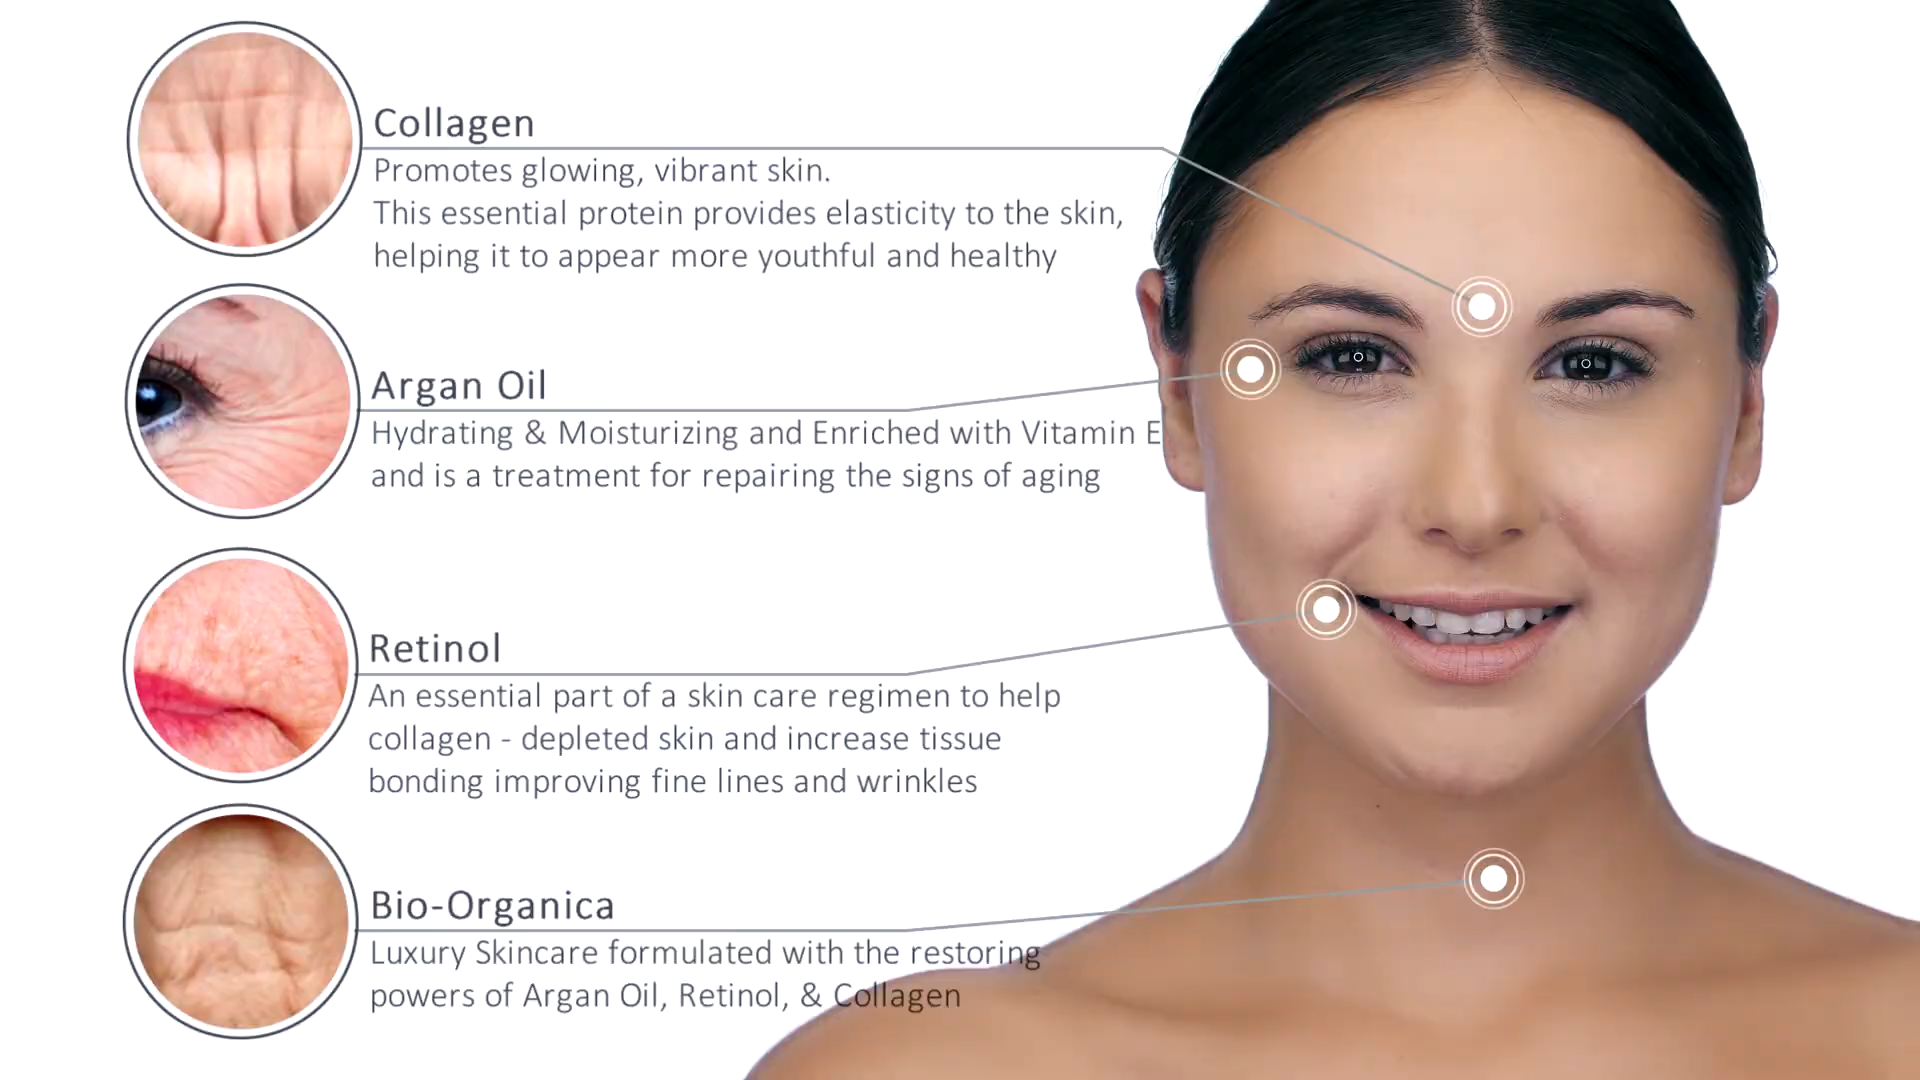 Collagen
Promotes glowing, vibrant skin.
This essential protein provides elasticity to the skin,
helping it to appear more youthful and healthy
Argan Oil
Hydrating & Moisturizing and Enriched with Vitamin E
and is a treatment for repairing the signs of aging
Retinol
An essential part of a skin care regimen to help
collagen - depleted skin and increase tissue
bonding improving fine lines and wrinkles
Bio-Organica
Luxury Skincare formulated with the restoring
powers of Argan Oil, Retinol, & Collagen